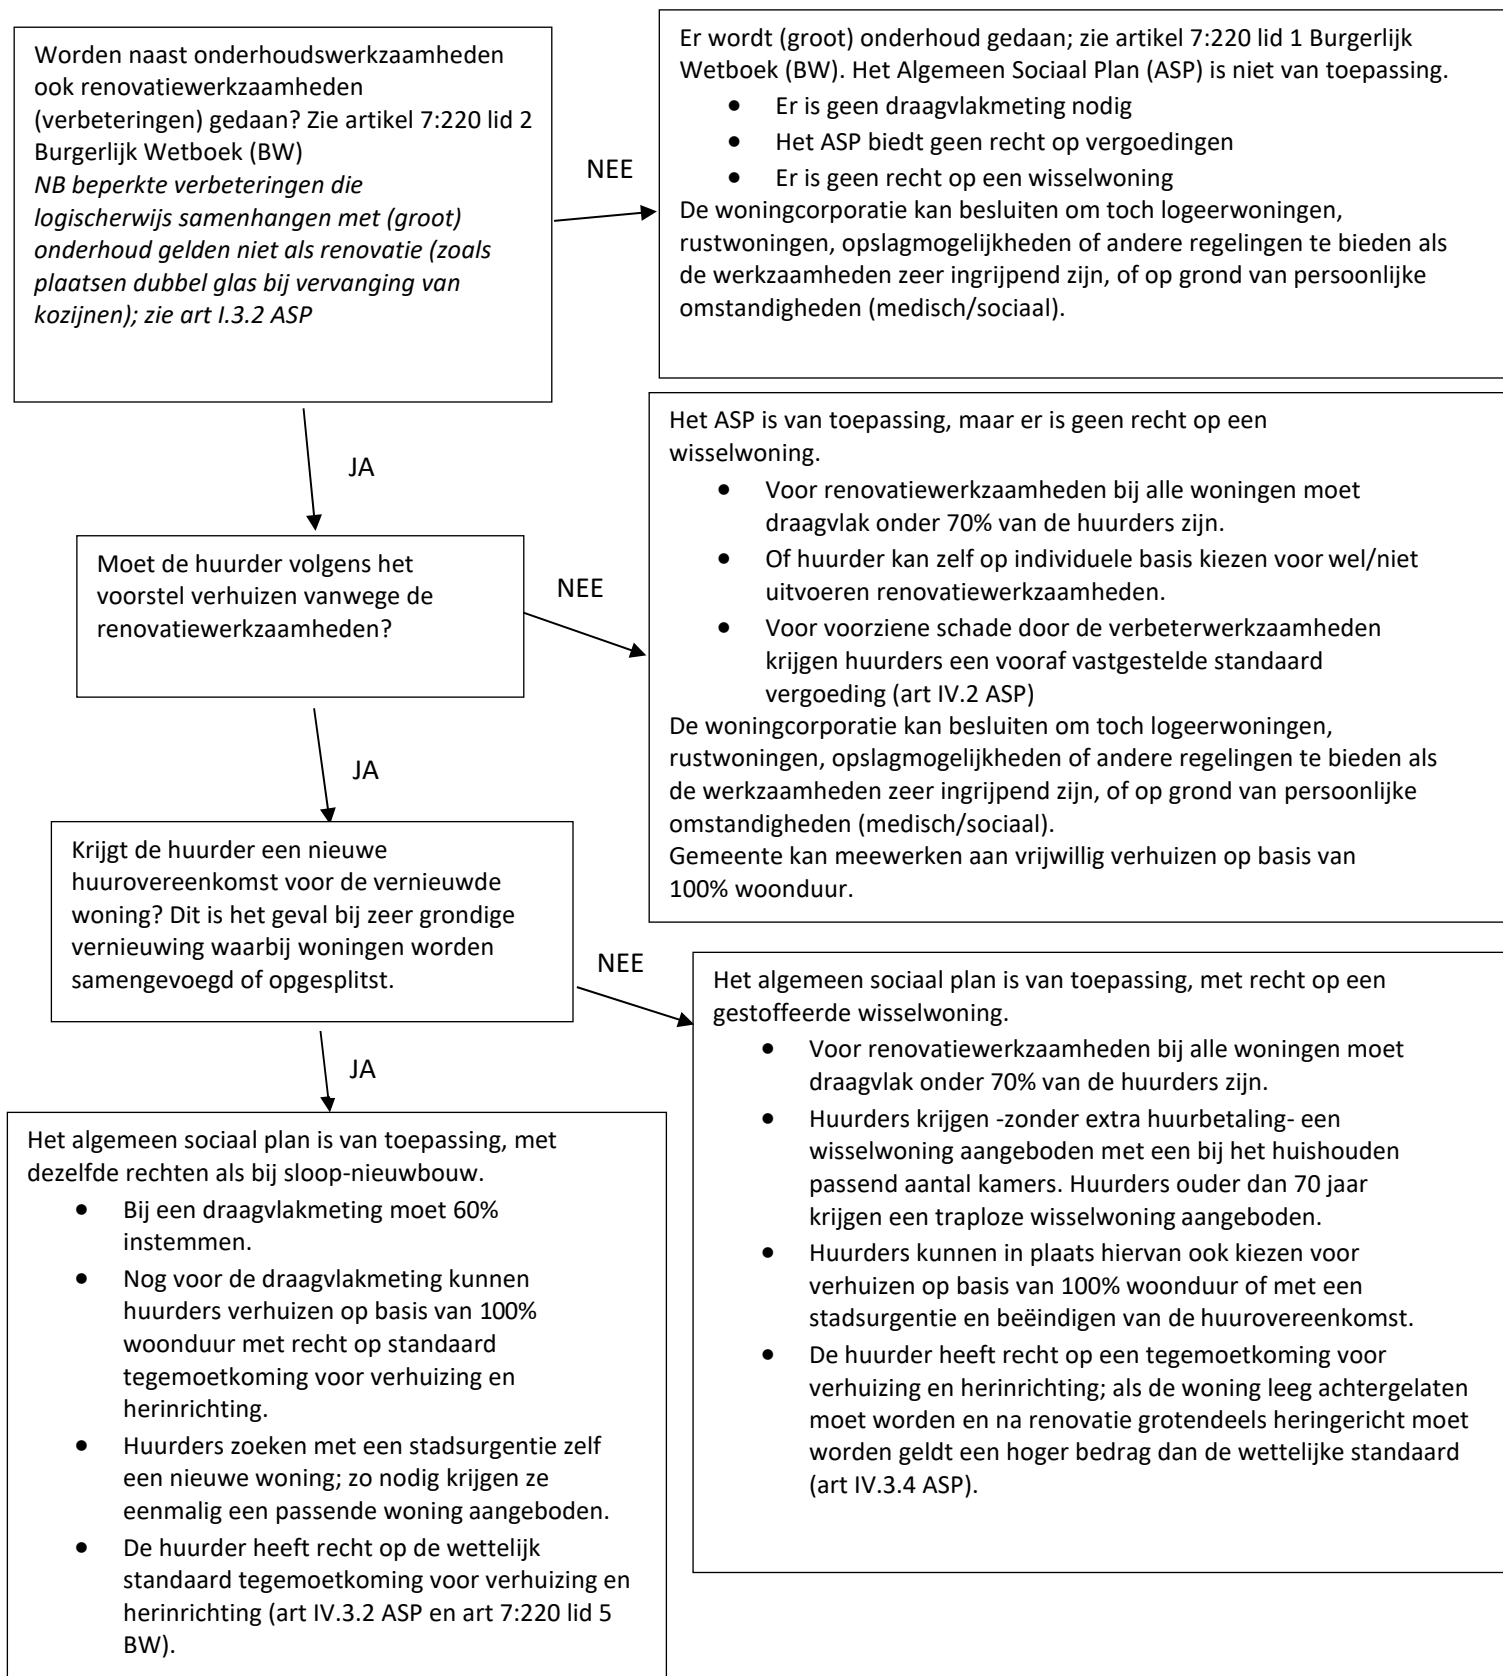 Worden naast onderhoudswerkzaamheden
ook renovatiewerkzaamheden
(verbeteringen) gedaan? Zie artikel 7:220 lid 2
Burgerlijk Wetboek (BW)
NB beperkte verbeteringen die
logischerwijs samenhangen met (groot)
onderhoud gelden niet als renovatie (zoals
plaatsen dubbel glas bij vervanging van
kozijnen); zie art I.3.2 ASP
NEE
Er wordt (groot) onderhoud gedaan; zie artikel 7:220 lid 1 Burgerlijk
Wetboek (BW). Het Algemeen Sociaal Plan (ASP) is niet van toepassing.
• Er is geen draagvlakmeting nodig
• Het ASP biedt geen recht op vergoedingen
• Er is geen recht op een wisselwoning
De woningcorporatie kan besluiten om toch logeerwoningen,
rustwoningen, opslagmogelijkheden of andere regelingen te bieden als
de werkzaamheden zeer ingrijpend zijn, of op grond van persoonlijke
omstandigheden (medisch/sociaal).
JA
Moet de huurder volgens het
voorstel verhuizen vanwege de
renovatiewerkzaamheden?
NEE
Het ASP is van toepassing, maar er is geen recht op een
wisselwoning.
• Voor renovatiewerkzaamheden bij alle woningen moet
draagvlak onder 70% van de huurders zijn.
• Of huurder kan zelf op individuele basis kiezen voor wel/niet
uitvoeren renovatiewerkzaamheden.
• Voor voorziene schade door de verbeterwerkzaamheden
krijgen huurders een vooraf vastgestelde standaard
vergoeding (art IV.2 ASP)
De woningcorporatie kan besluiten om toch logeerwoningen,
rustwoningen, opslagmogelijkheden of andere regelingen te bieden als
de werkzaamheden zeer ingrijpend zijn, of op grond van persoonlijke
omstandigheden (medisch/sociaal).
Gemeente kan meewerken aan vrijwillig verhuizen op basis van
100% woonduur.
JA
Krijgt de huurder een nieuwe
huurovereenkomst voor de vernieuwde
woning? Dit is het geval bij zeer grondige
vernieuwing waarbij woningen worden
samengevoegd of opgesplitst.
NEE
Het algemeen sociaal plan is van toepassing, met recht op een
gestoffeerde wisselwoning.
• Voor renovatiewerkzaamheden bij alle woningen moet
draagvlak onder 70% van de huurders zijn.
• Huurders krijgen -zonder extra huurbetaling- een
wisselwoning aangeboden met een bij het huishouden
passend aantal kamers. Huurders ouder dan 70 jaar
krijgen een traploze wisselwoning aangeboden.
• Huurders kunnen in plaats hiervan ook kiezen voor
verhuizen op basis van 100% woonduur of met een
stadsurgentie en beëindigen van de huurovereenkomst.
• De huurder heeft recht op een tegemoetkoming voor
verhuizing en herinrichting; als de woning leeg achtergelaten
moet worden en na renovatie grotendeels heringericht moet
worden geldt een hoger bedrag dan de wettelijke standaard
(art IV.3.4 ASP).
JA
Het algemeen sociaal plan is van toepassing, met
dezelfde rechten als bij sloop-nieuwbouw.
• Bij een draagvlakmeting moet 60%
instemmen.
• Nog voor de draagvlakmeting kunnen
huurders verhuizen op basis van 100%
woonduur met recht op standaard
tegemoetkoming voor verhuizing en
herinrichting.
• Huurders zoeken met een stadsurgentie zelf
een nieuwe woning; zo nodig krijgen ze
eenmalig een passende woning aangeboden.
• De huurder heeft recht op de wettelijk
standaard tegemoetkoming voor verhuizing en
herinrichting (art IV.3.2 ASP en art 7:220 lid 5
BW).